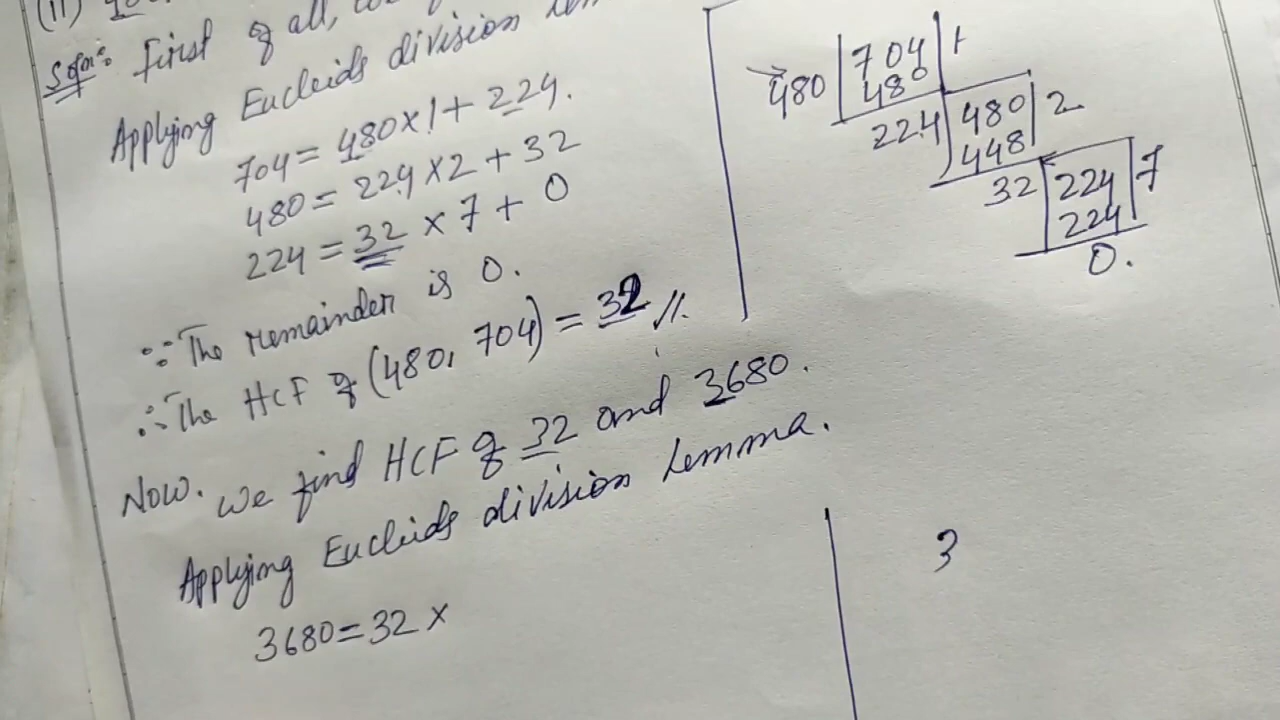 (ii)
Soln:- First of all,
Applying Euclids division
704 = 480 × 1 + 224.
480 = 224 × 2 + 32
224 = 32 × 7 + 0
∵ The remainder is 0.
∴ The HCF of (480, 704) = 32 //.
Now. We find HCF of 32 and 3680.
Applying Euclids division Lemma.
3680 = 32 ×
480 | 704 | 1
480
224 | 480 | 2
448
32 | 224 | 7
224
0.
3